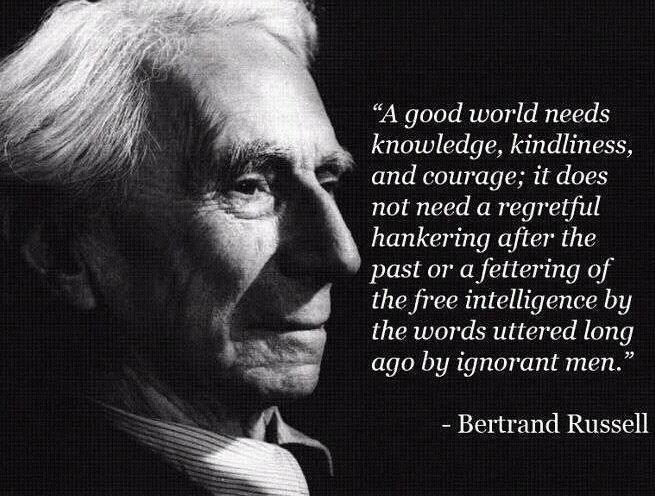 “A good world needs
knowledge, kindliness,
and courage; it does
not need a regretful
hankering after the
past or a fettering of
the free intelligence by
the words uttered long
ago by ignorant men.”
- Bertrand Russell